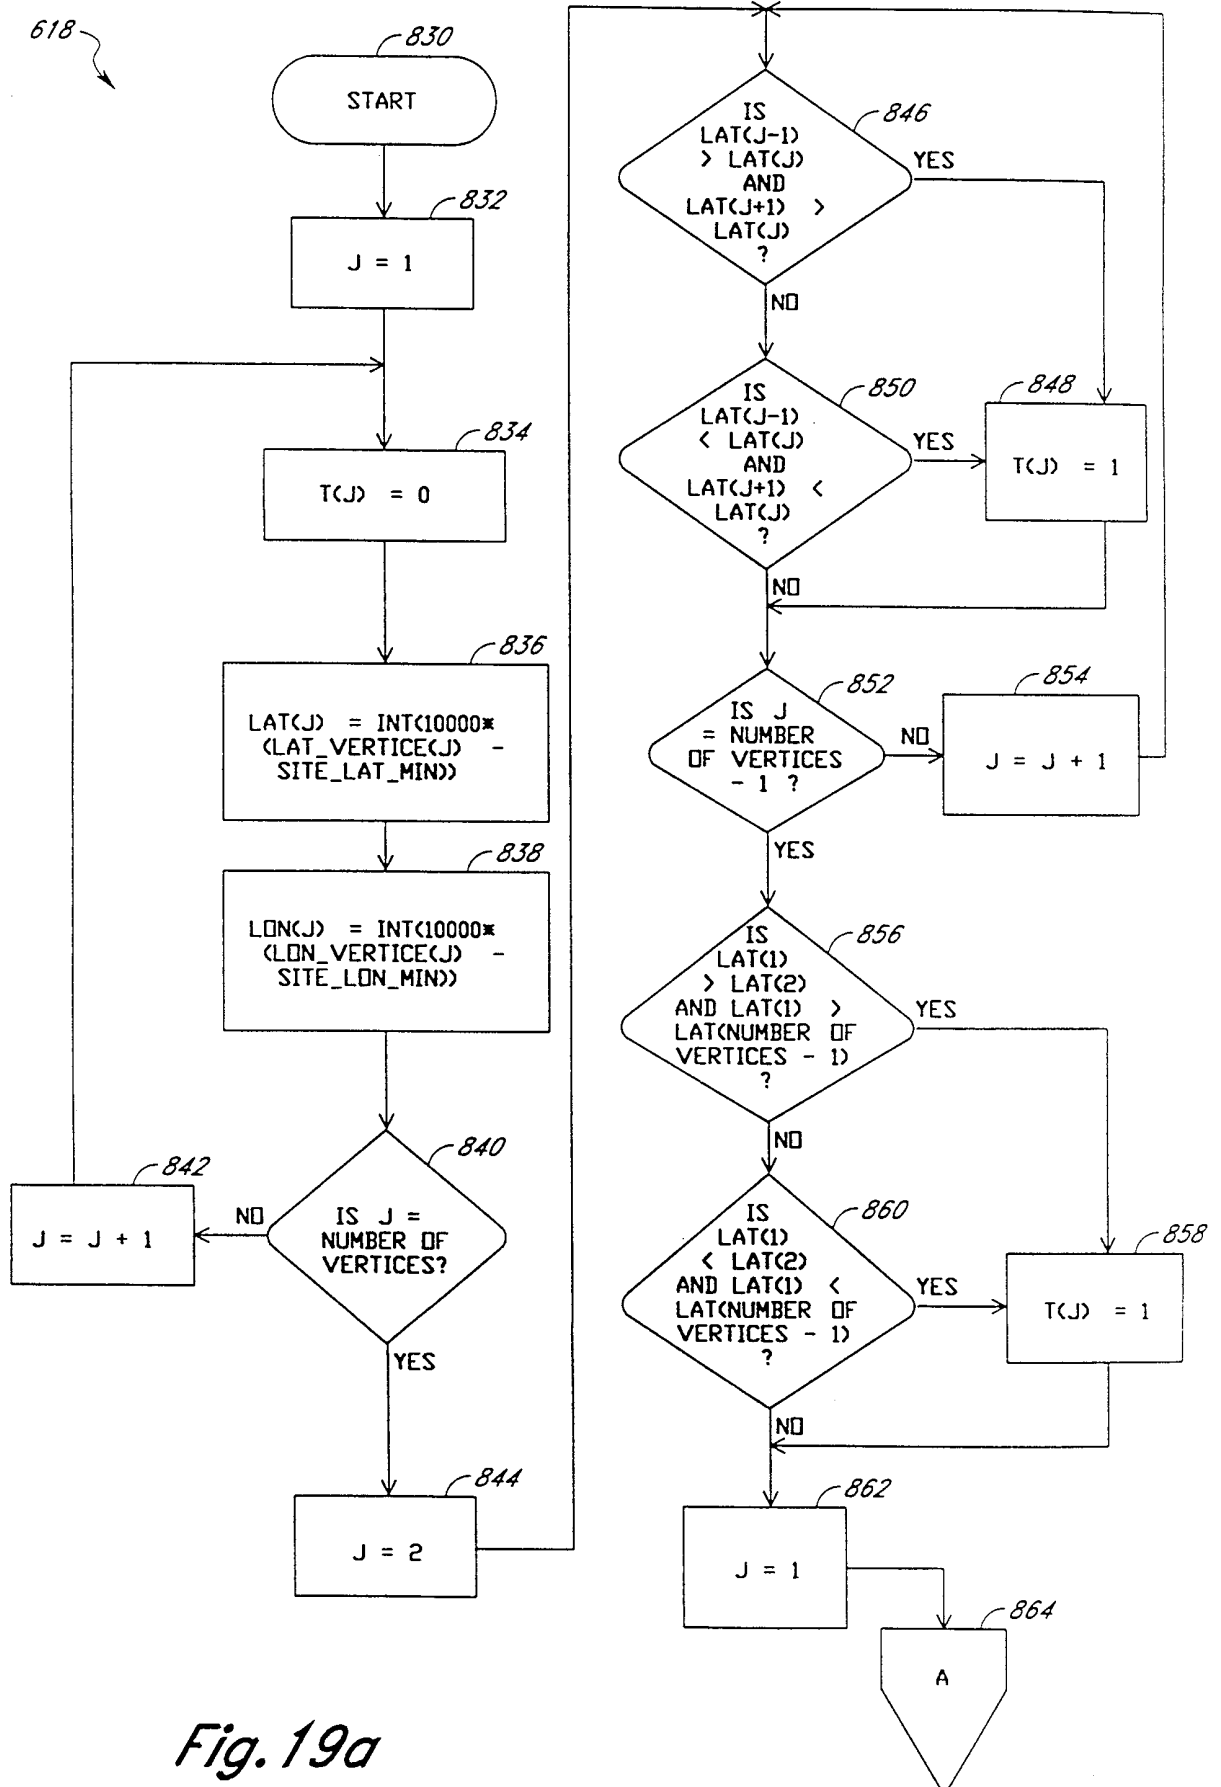 618
830
START
832
J = 1
834
T(J) = 0
836
LAT(J) = INT(10000*
(LAT_VERTICE(J) -
SITE_LAT_MIN))
838
LON(J) = INT(10000*
(LON_VERTICE(J) -
SITE_LON_MIN))
840
IS J =
NUMBER OF
VERTICES?
NO
842
J = J + 1
YES
844
J = 2
846
IS
LAT(J-1)
> LAT(J)
AND
LAT(J+1) >
LAT(J)
?
YES
NO
848
T(J) = 1
850
IS
LAT(J-1)
< LAT(J)
AND
LAT(J+1) <
LAT(J)
?
YES
NO
852
IS J
= NUMBER
OF VERTICES
- 1 ?
NO
854
J = J + 1
YES
856
IS
LAT(1)
> LAT(2)
AND LAT(1) >
LAT(NUMBER OF
VERTICES - 1)
?
YES
NO
858
T(J) = 1
860
IS
LAT(1)
< LAT(2)
AND LAT(1) <
LAT(NUMBER OF
VERTICES - 1)
?
YES
NO
862
J = 1
864
A
Fig. 19a